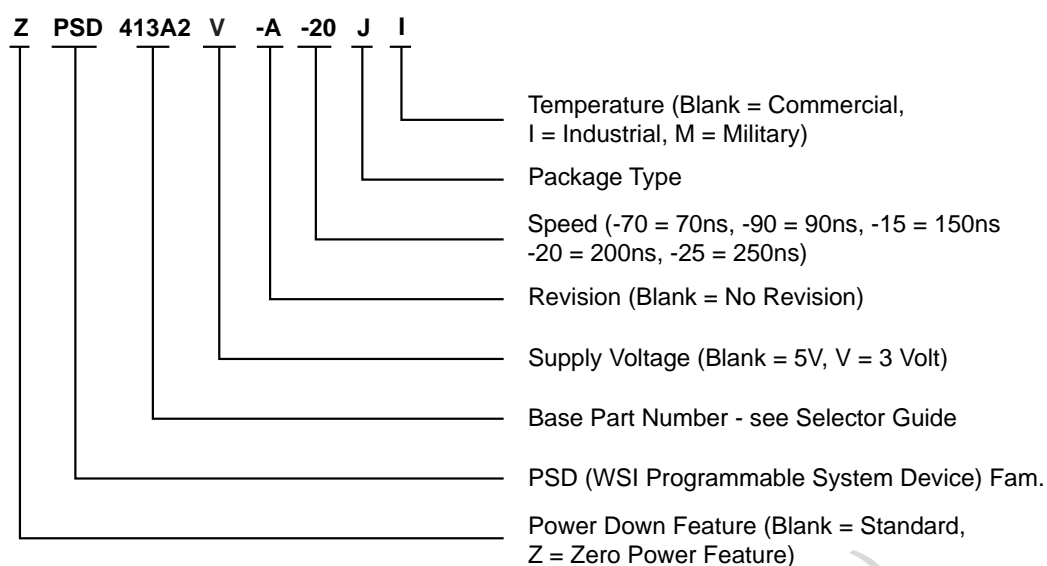 Z PSD 413A2 V -A -20 J I
Temperature (Blank = Commercial,
I = Industrial, M = Military)
Package Type
Speed (-70 = 70ns, -90 = 90ns, -15 = 150ns
-20 = 200ns, -25 = 250ns)
Revision (Blank = No Revision)
Supply Voltage (Blank = 5V, V = 3 Volt)
Base Part Number - see Selector Guide
PSD (WSI Programmable System Device) Fam.
Power Down Feature (Blank = Standard,
Z = Zero Power Feature)